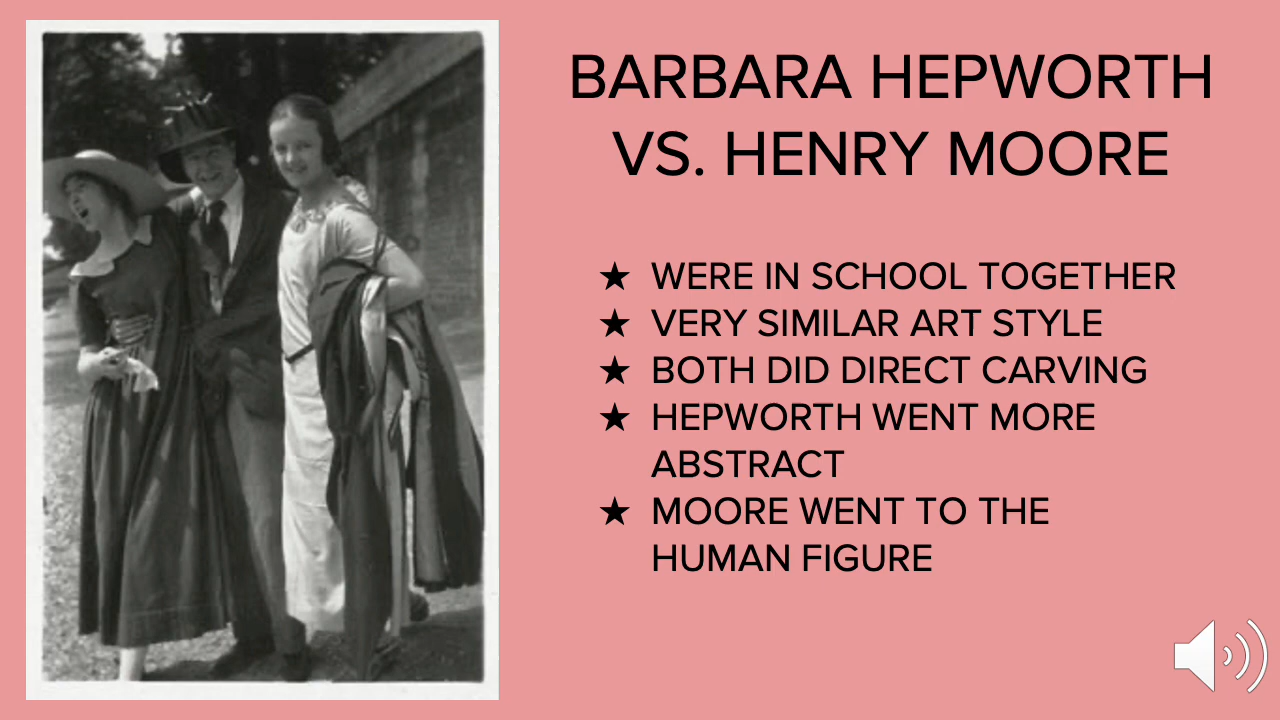 BARBARA HEPWORTH
VS. HENRY MOORE
★ WERE IN SCHOOL TOGETHER
★ VERY SIMILAR ART STYLE
★ BOTH DID DIRECT CARVING
★ HEPWORTH WENT MORE
ABSTRACT
★ MOORE WENT TO THE
HUMAN FIGURE